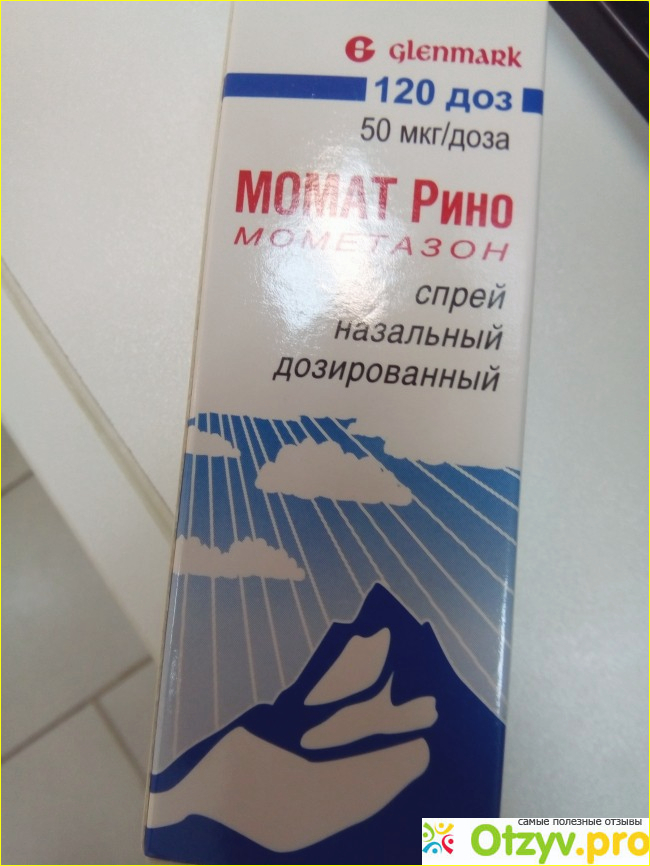 GLENMARK
120 доз
50 мкг/доза
МОМАТ Рино
МОМЕТАЗОН
спрей
назальный
дозированный
самые полезные отзывы
Otzyv.pro